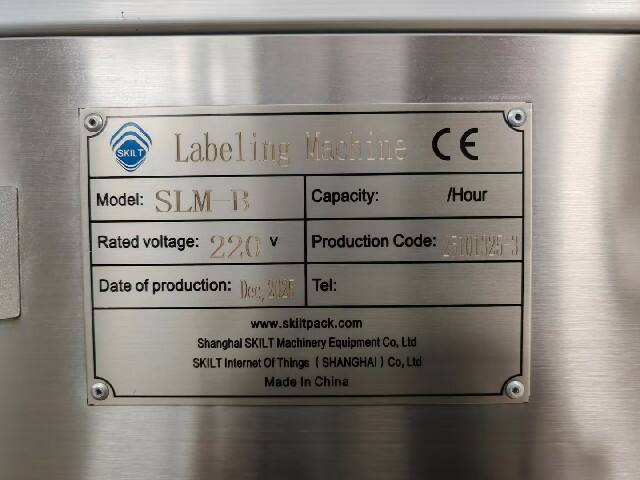 SKILT Labeling Machine CE
Model: SLM-B Capacity: /Hour
Rated voltage: 220 V Production Code:
Date of production: Dec,2025 Tel:
www.skiltpack.com
Shanghai SKILT Machinery Equipment Co, Ltd
SKILT Internet Of Things ( SHANGHAI ) Co, Ltd
Made In China